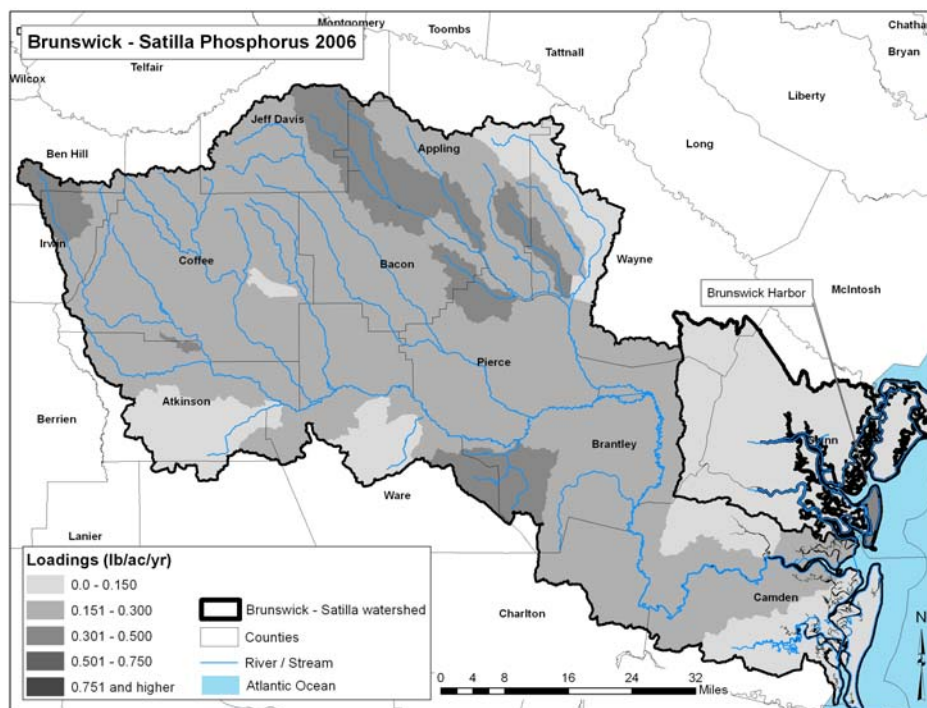 Brunswick - Satilla Phosphorus 2006
Montgomery
Toombs
Tattnall
Bryan
Wilcox
Telfair
Liberty
Long
Jeff Davis
Appling
Ben Hill
Irwin
Coffee
Bacon
Wayne
McIntosh
Brunswick Harbor
Pierce
Atkinson
Berrien
Brantley
Glynn
Ware
Lanier
Charlton
Camden
Loadings (lb/ac/yr)
0.0 - 0.150
0.151 - 0.300
0.301 - 0.500
0.501 - 0.750
0.751 and higher
Brunswick - Satilla watershed
Counties
River / Stream
Atlantic Ocean
N
0 4 8 16 24 32
Miles